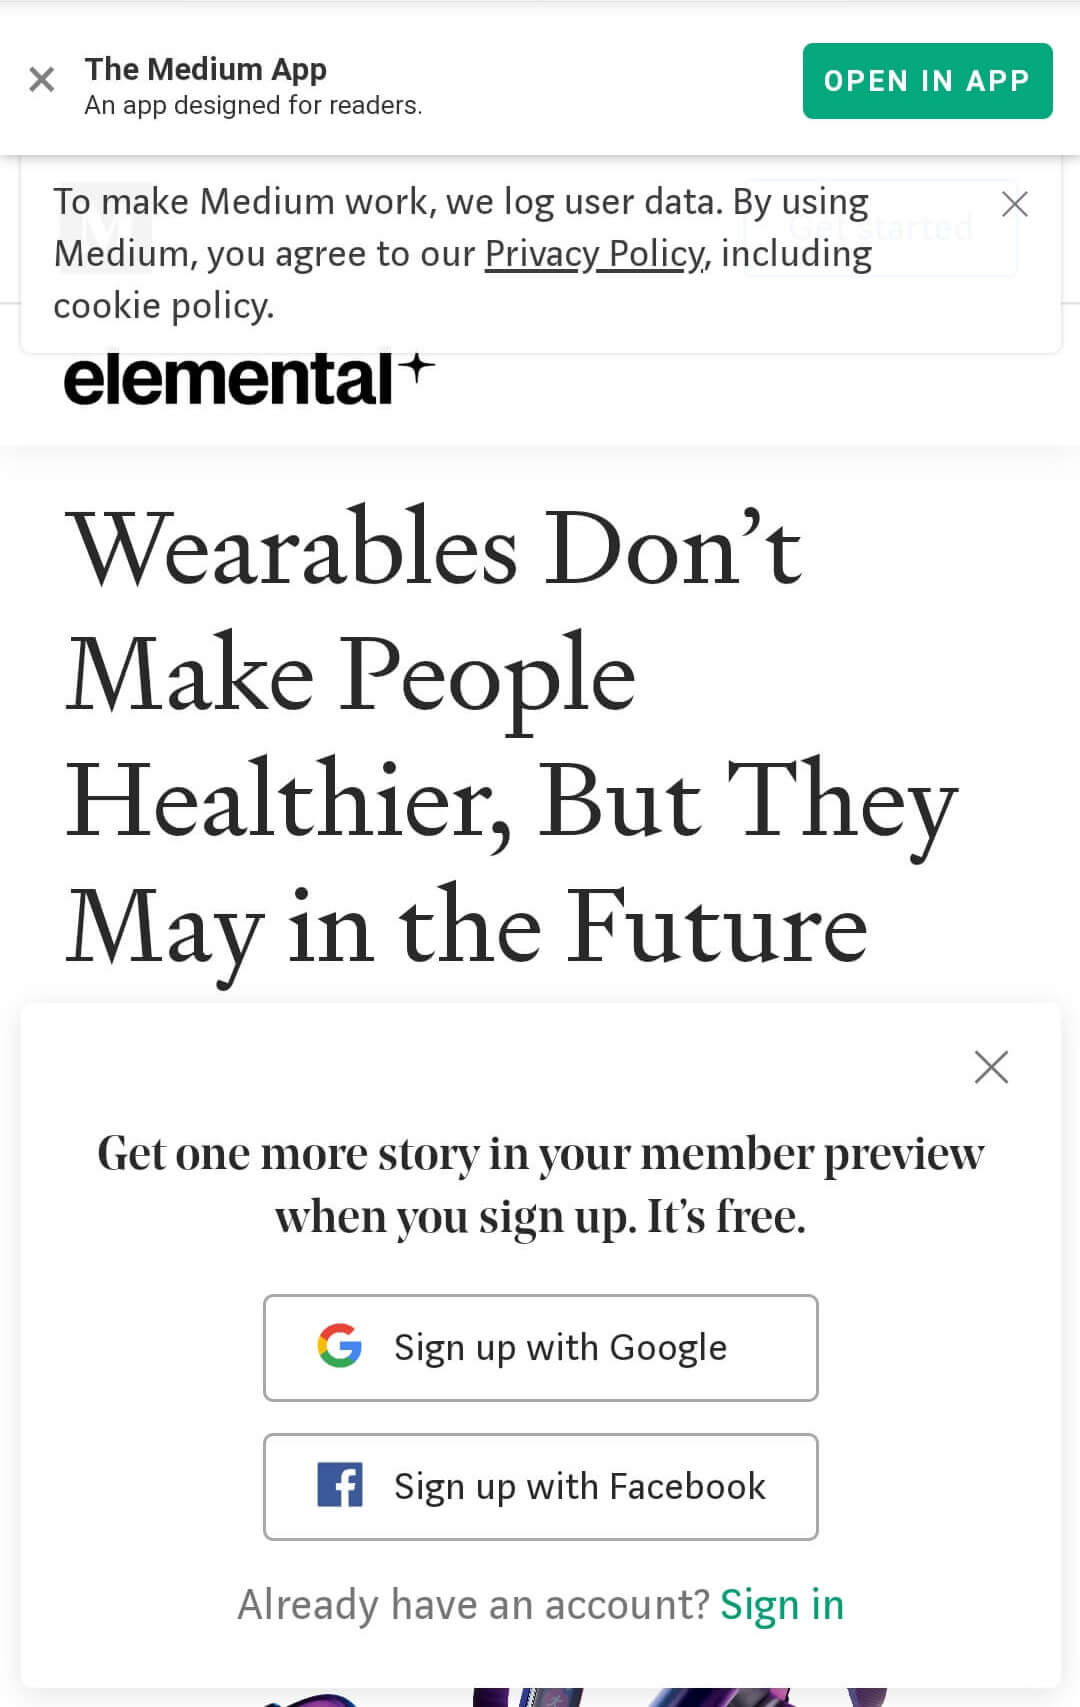 The Medium App
An app designed for readers.
OPEN IN APP
To make Medium work, we log user data. By using
Medium, you agree to our Privacy Policy, including
cookie policy.
Get started
elemental
Wearables Don’t
Make People
Healthier, But They
May in the Future
Get one more story in your member preview
when you sign up. It’s free.
Sign up with Google
Sign up with Facebook
Already have an account? Sign in